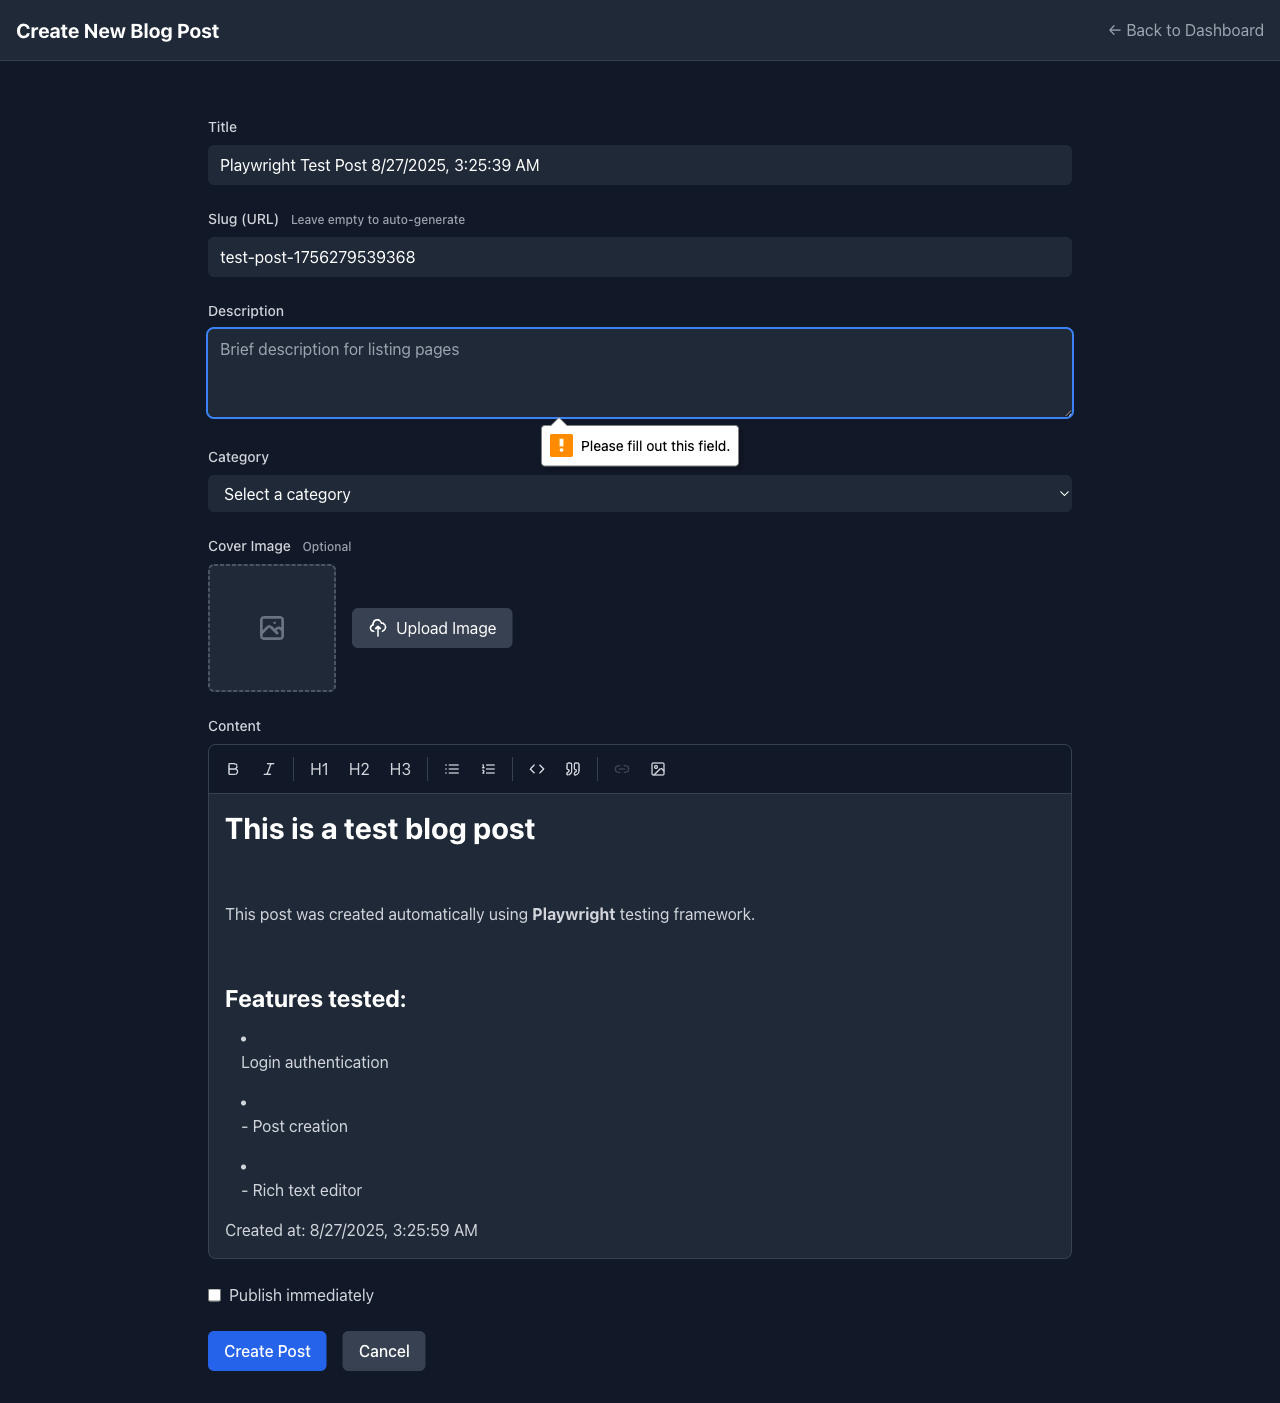 Create New Blog Post
← Back to Dashboard
Title
Playwright Test Post 8/27/2025, 3:25:39 AM
Slug (URL) Leave empty to auto-generate
test-post-1756279539368
Description
Brief description for listing pages
Please fill out this field.
Category
Select a category
Cover Image Optional
Upload Image
Content
B I H1 H2 H3
This is a test blog post
This post was created automatically using Playwright testing framework.
Features tested:
•
Login authentication
•
- Post creation
•
- Rich text editor
Created at: 8/27/2025, 3:25:59 AM
Publish immediately
Create Post Cancel